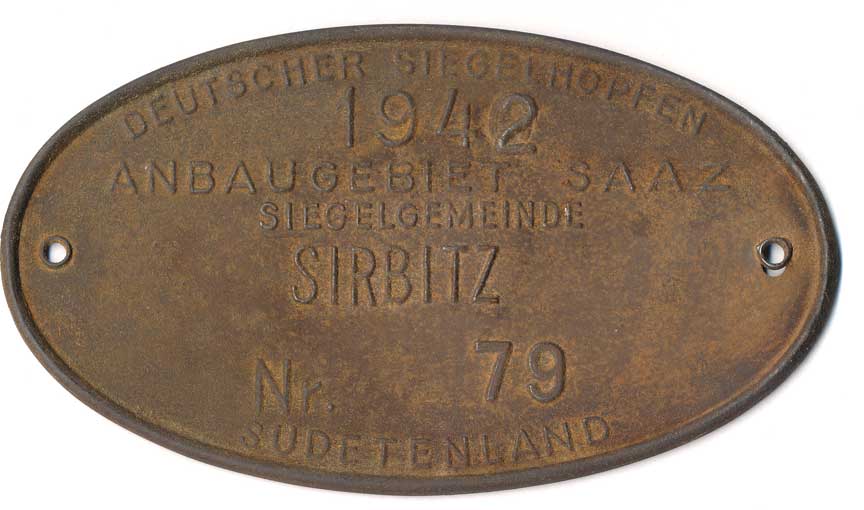 DEUTSCHER SIEGELHOPFEN
1942
ANBAUGEBIET SAAZ
SIEGELGEMEINDE
SIRBITZ
Nr. 79
SUDETENLAND